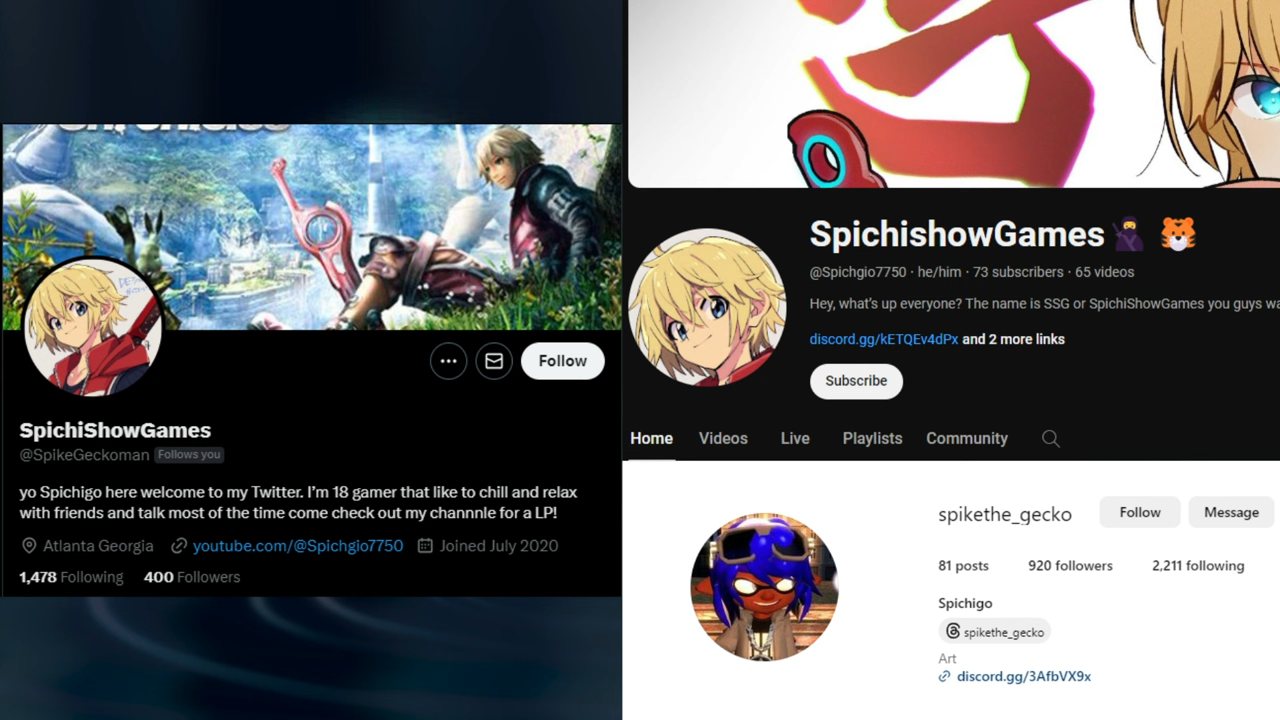 SpichiShowGames
@SpikeGeckoman Follows you
Follow
yo Spichigo here welcome to my Twitter. I'm 18 gamer that like to chill and relax
with friends and talk most of the time come check out my channnle for a LP!
Atlanta Georgia youtube.com/@Spichgio7750 Joined July 2020
1,478 Following 400 Followers
SpichishowGames
@Spichgio7750 · he/him · 73 subscribers · 65 videos
Hey, what's up everyone? The name is SSG or SpichiShowGames you guys wa
discord.gg/kETQEv4dPx and 2 more links
Subscribe
Home Videos Live Playlists Community
spikethe_gecko Follow Message
81 posts 920 followers 2,211 following
Spichigo
spikethe_gecko
Art
discord.gg/3AfbVX9x